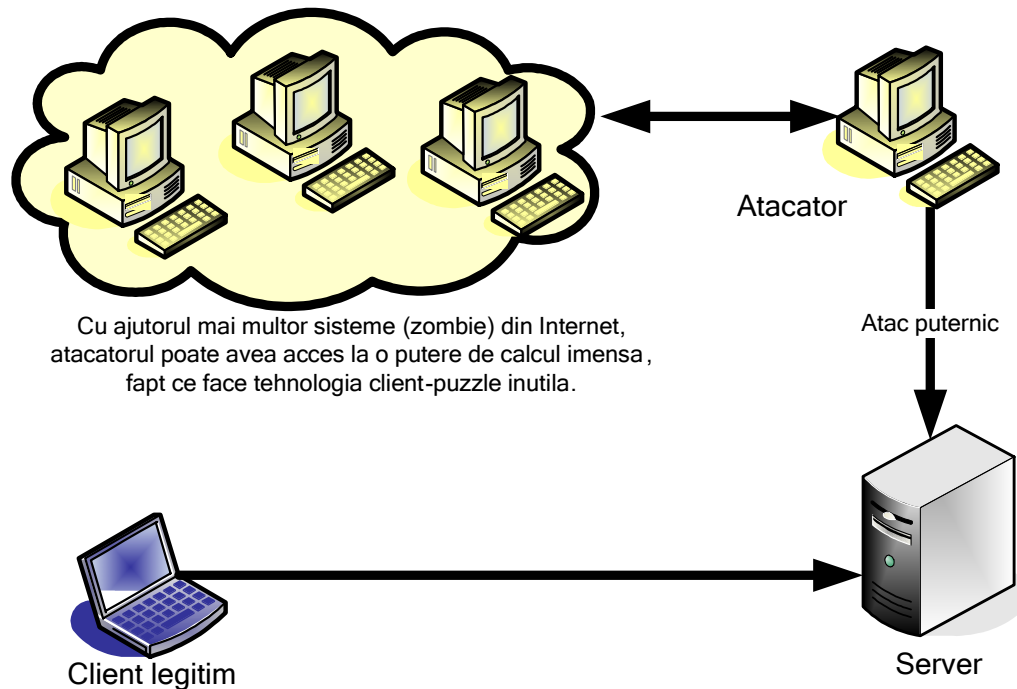 Atacator
Cu ajutorul mai multor sisteme (zombie) din Internet,
atacatorul poate avea acces la o putere de calcul imensa,
fapt ce face tehnologia client-puzzle inutila.
Atac puternic
Client legitim
Server